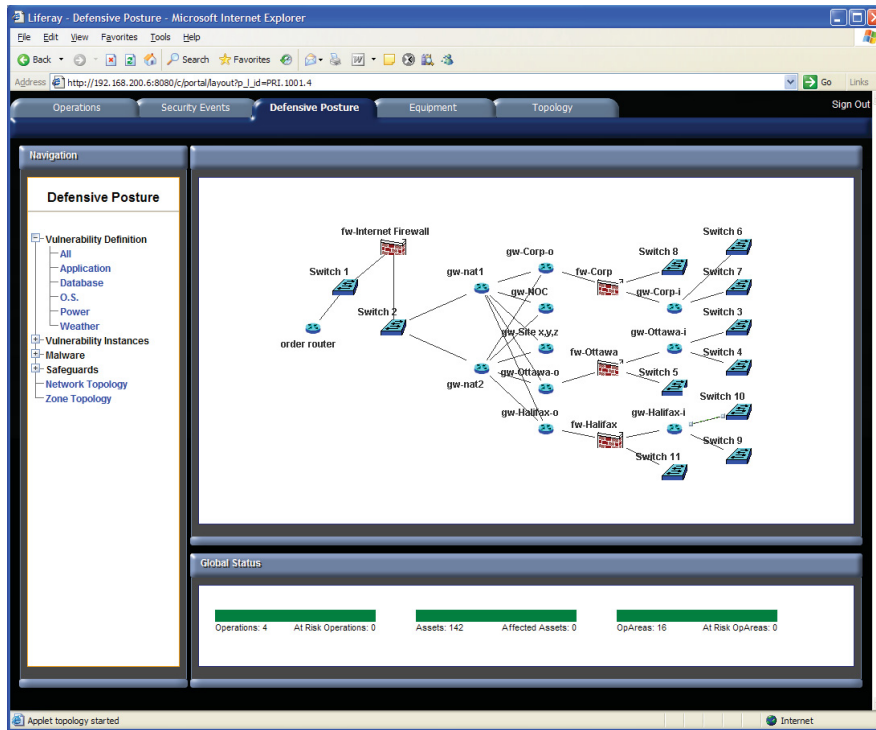 Liferay - Defensive Posture - Microsoft Internet Explorer
File Edit View Favorites Tools Help
Back Search Favorites
Address http://192.168.200.6:8080/c/portal/layout?p_l_id=PRI.1001.4 Go Links
Operations Security Events Defensive Posture Equipment Topology Sign Out
Navigation
Defensive Posture
Vulnerability Definition
All
Application
Database
O.S.
Power
Weather
Vulnerability Instances
Malware
Safeguards
Network Topology
Zone Topology
fw-Internet Firewall
Switch 1
Switch 2
order router
gw-nat1
gw-nat2
gw-Corp-o
gw-NOC
gw-Site x,y,z
gw-Ottawa-o
gw-Halifax-o
fw-Corp
fw-Ottawa
fw-Halifax
Switch 8
gw-Corp-i
gw-Ottawa-i
Switch 5
gw-Halifax-i
Switch 11
Switch 6
Switch 7
Switch 3
Switch 4
Switch 10
Switch 9
Global Status
Operations: 4 At Risk Operations: 0 Assets: 142 Affected Assets: 0 OpAreas: 16 At Risk OpAreas: 0
Applet topology started Internet